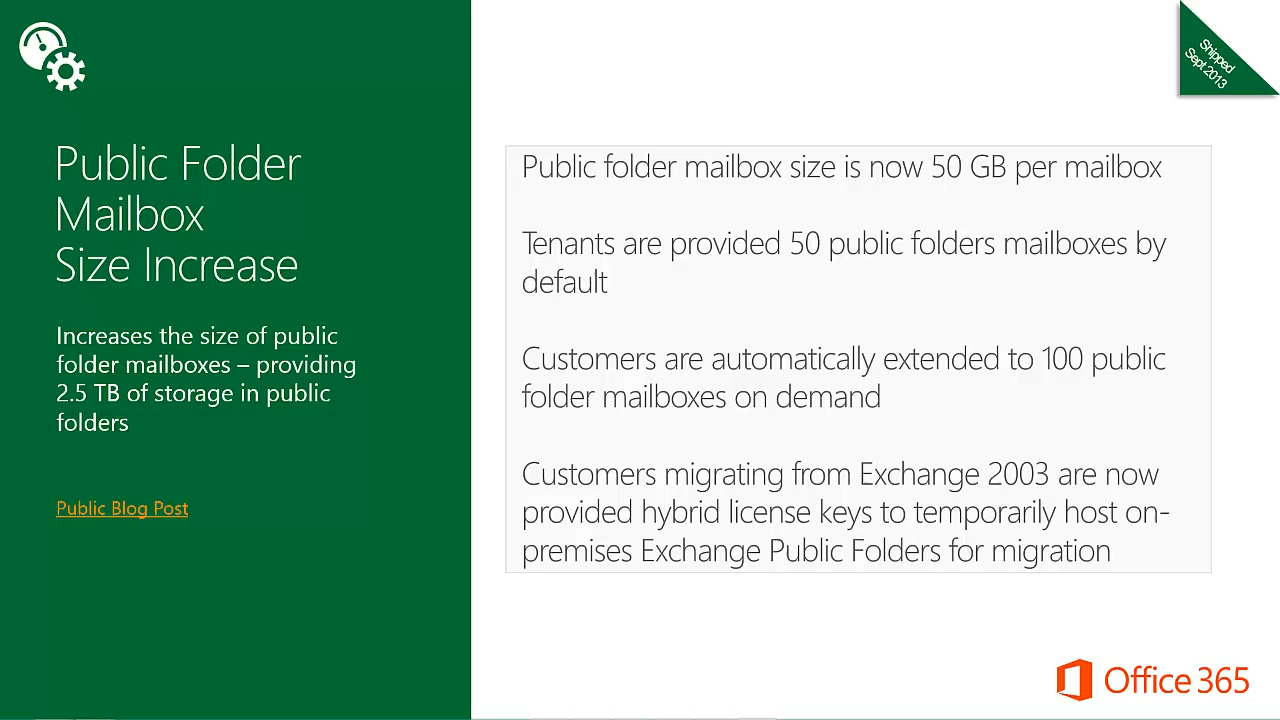 Shipped
Sept 2013
Public Folder
Mailbox
Size Increase
Increases the size of public
folder mailboxes – providing
2.5 TB of storage in public
folders
Public Blog Post
Public folder mailbox size is now 50 GB per mailbox
Tenants are provided 50 public folders mailboxes by
default
Customers are automatically extended to 100 public
folder mailboxes on demand
Customers migrating from Exchange 2003 are now
provided hybrid license keys to temporarily host on-
premises Exchange Public Folders for migration
Office 365